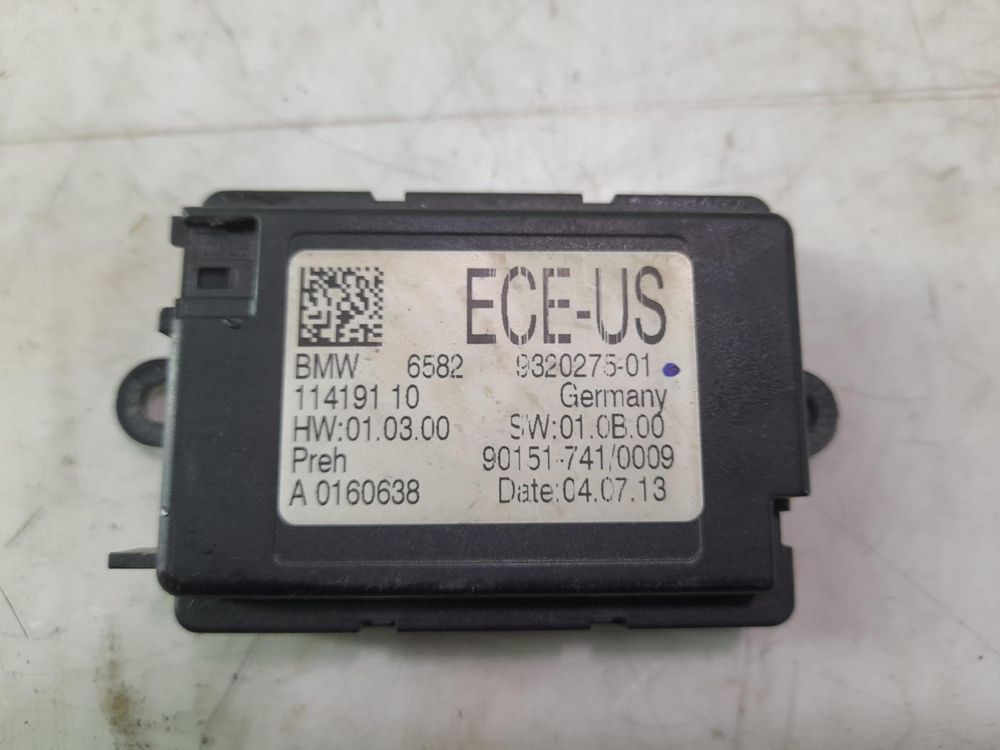 ECE-US
BMW 6582 9320275-01
114191 10 Germany
HW:01.03.00 SW:01.0B.00
Preh 90151-741/0009
A 0160638 Date:04.07.13